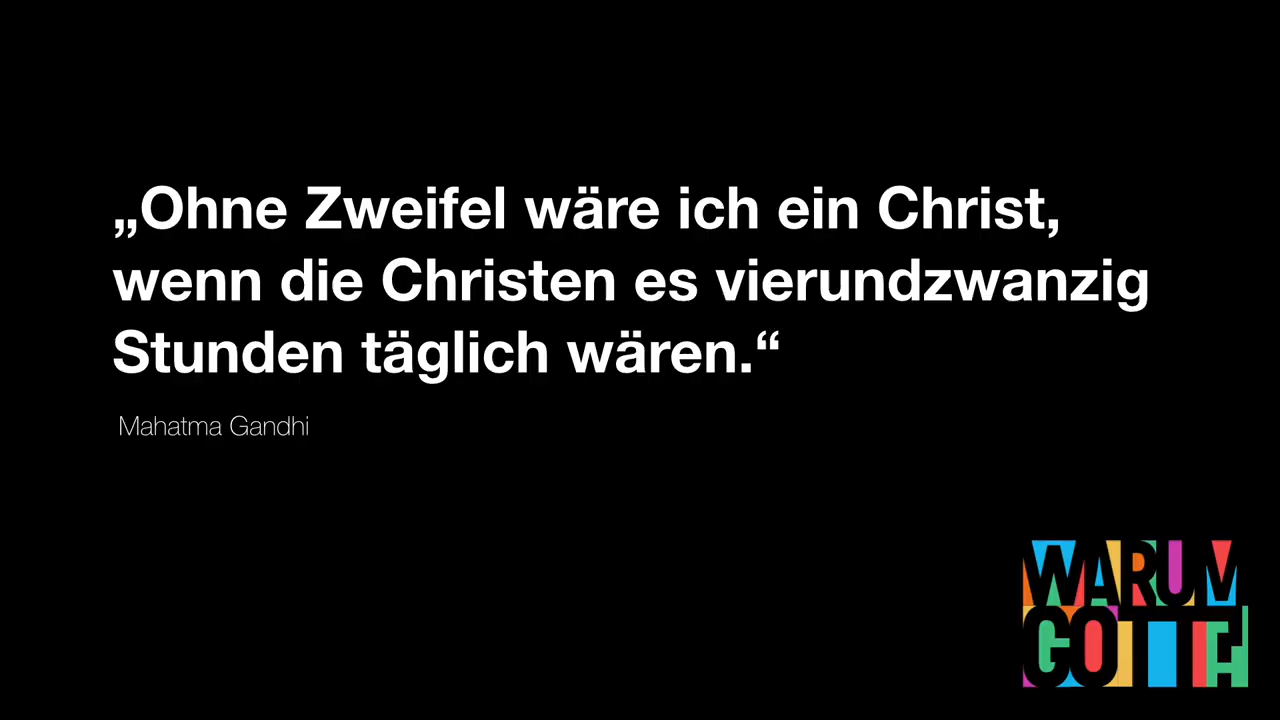 „Ohne Zweifel wäre ich ein Christ,
wenn die Christen es vierundzwanzig
Stunden täglich wären.“
Mahatma Gandhi
WARUM
GOTT?